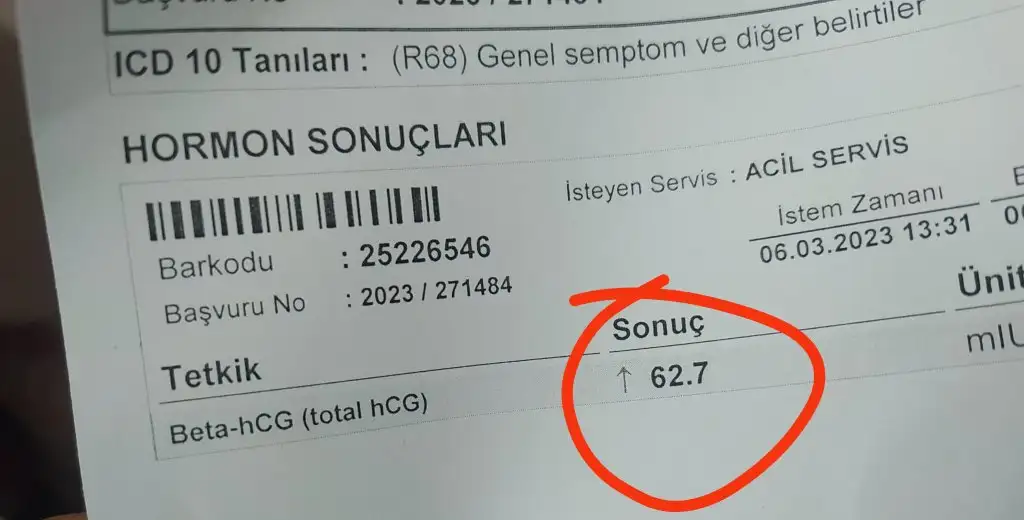 ICD 10 Tanıları : (R68) Genel semptom ve diğer belirtiler
HORMON SONUÇLARI
İsteyen Servis : ACİL SERVİS
İstem Zamanı
06.03.2023 13:31
Barkodu : 25226546
Başvuru No : 2023 / 271484
Tetkik Sonuç
Beta-hCG (total hCG) ↑ 62.7